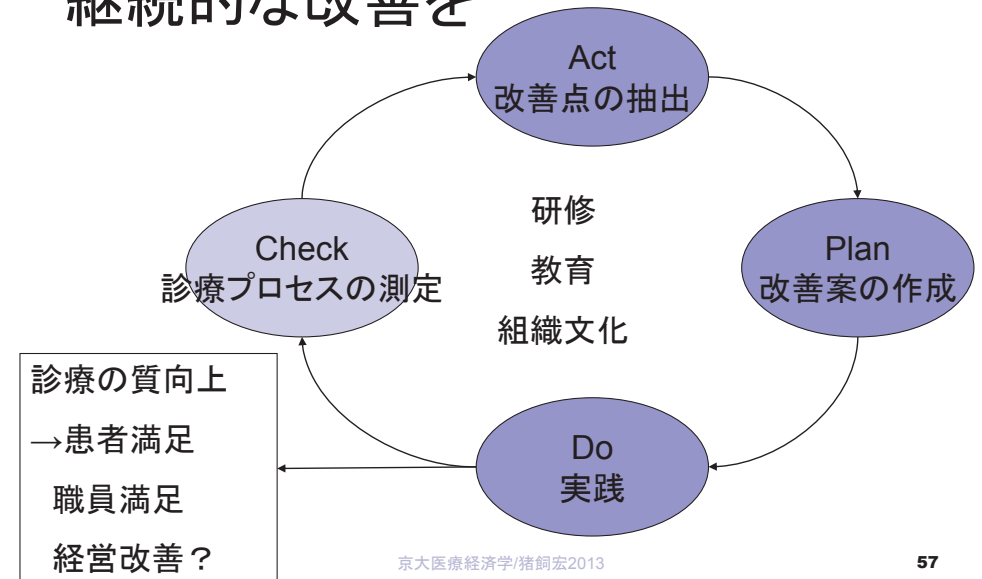 継続的な改善を
Act
改善点の抽出
Check
診療プロセスの測定
研修
教育
組織文化
Plan
改善案の作成
Do
実践
診療の質向上
→患者満足
職員満足
経営改善？
京大医療経済学/猪飼宏2013
57